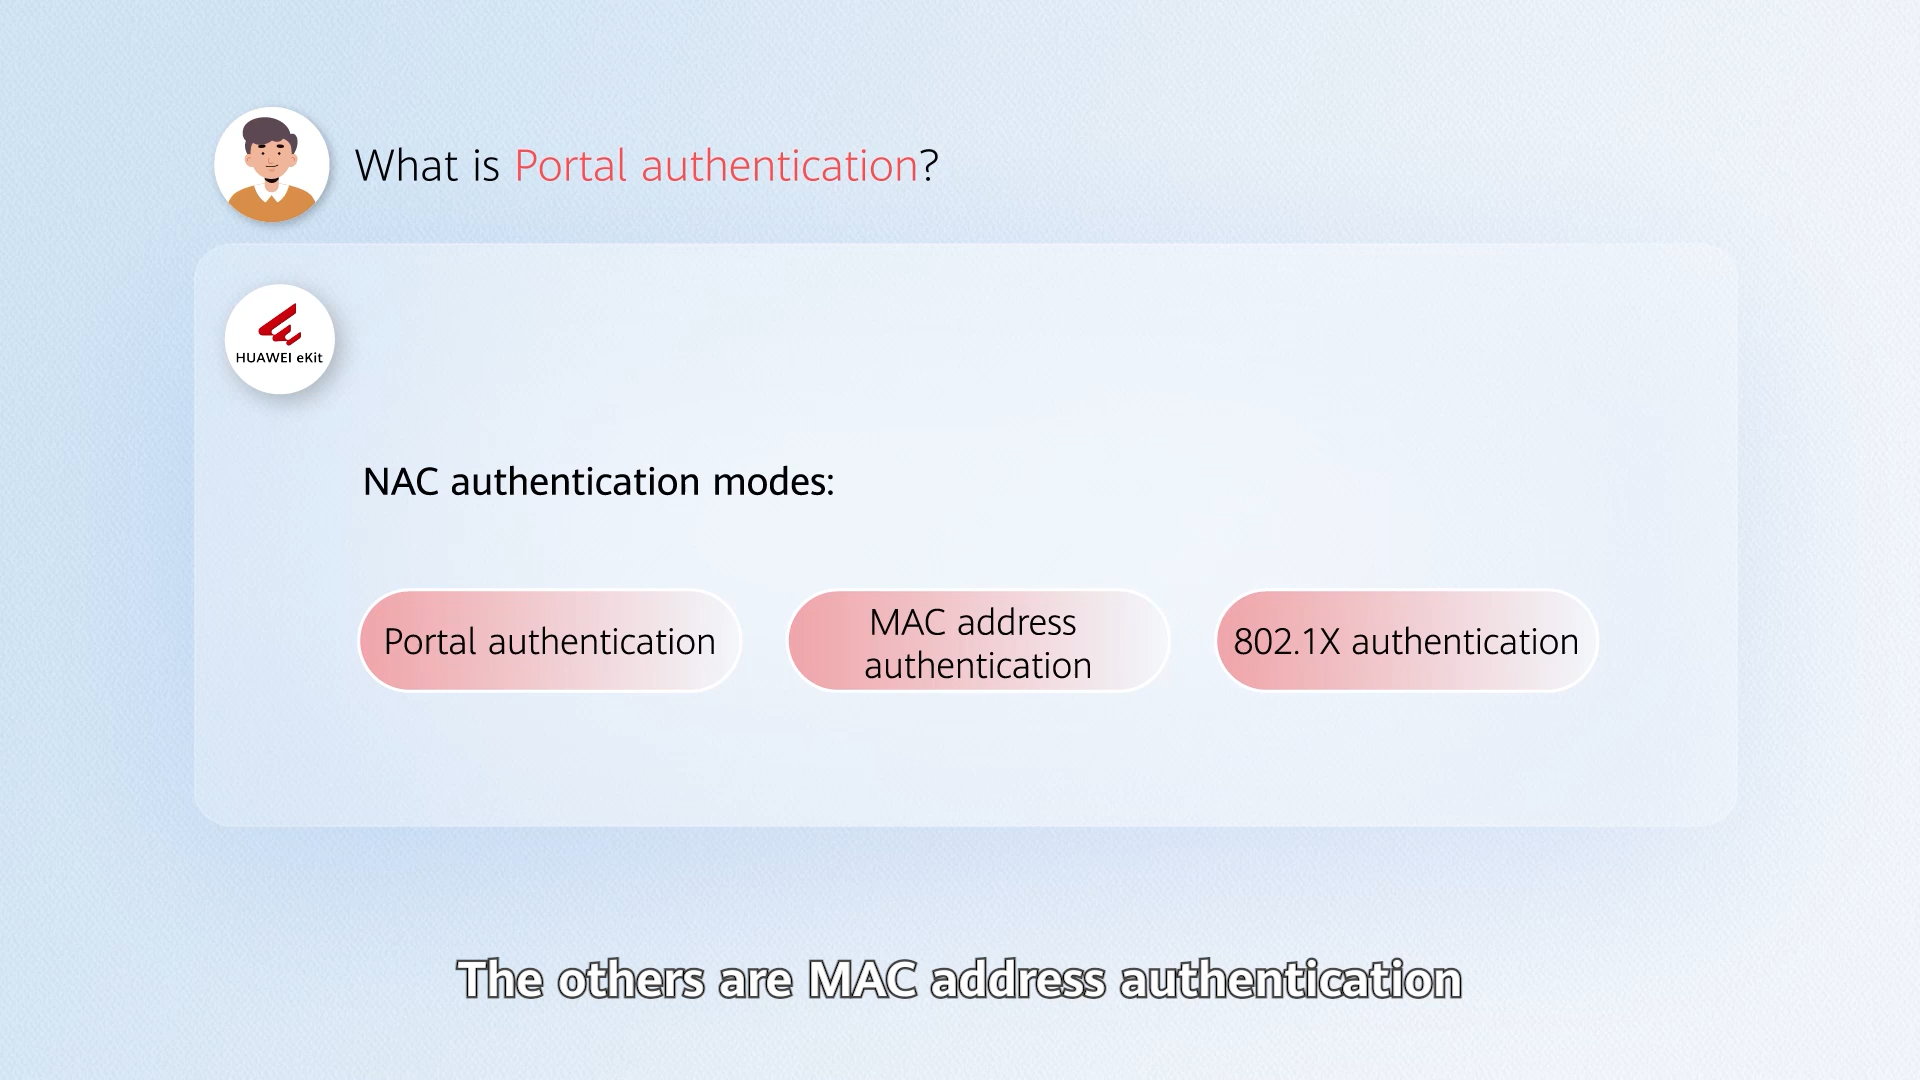 What is Portal authentication?
HUAWEI eKit
NAC authentication modes:
Portal authentication
MAC address
authentication
802.1X authentication
The others are MAC address authentication